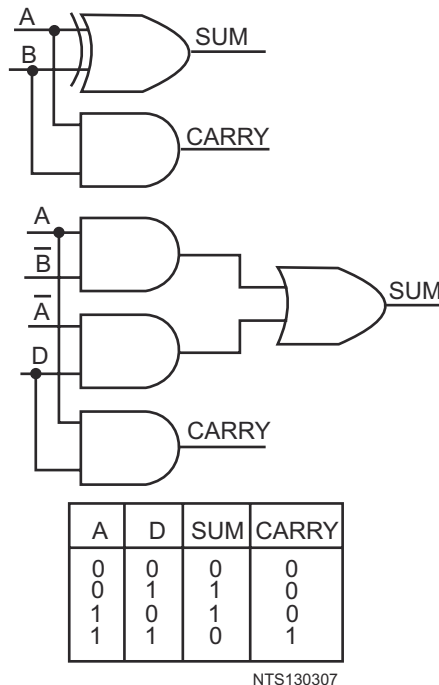 A
SUM
B
CARRY
A
B̅
SUM
A̅
D
CARRY
A D SUM CARRY
0 0 0 0
0 1 1 0
1 0 1 0
1 1 0 1
NTS130307